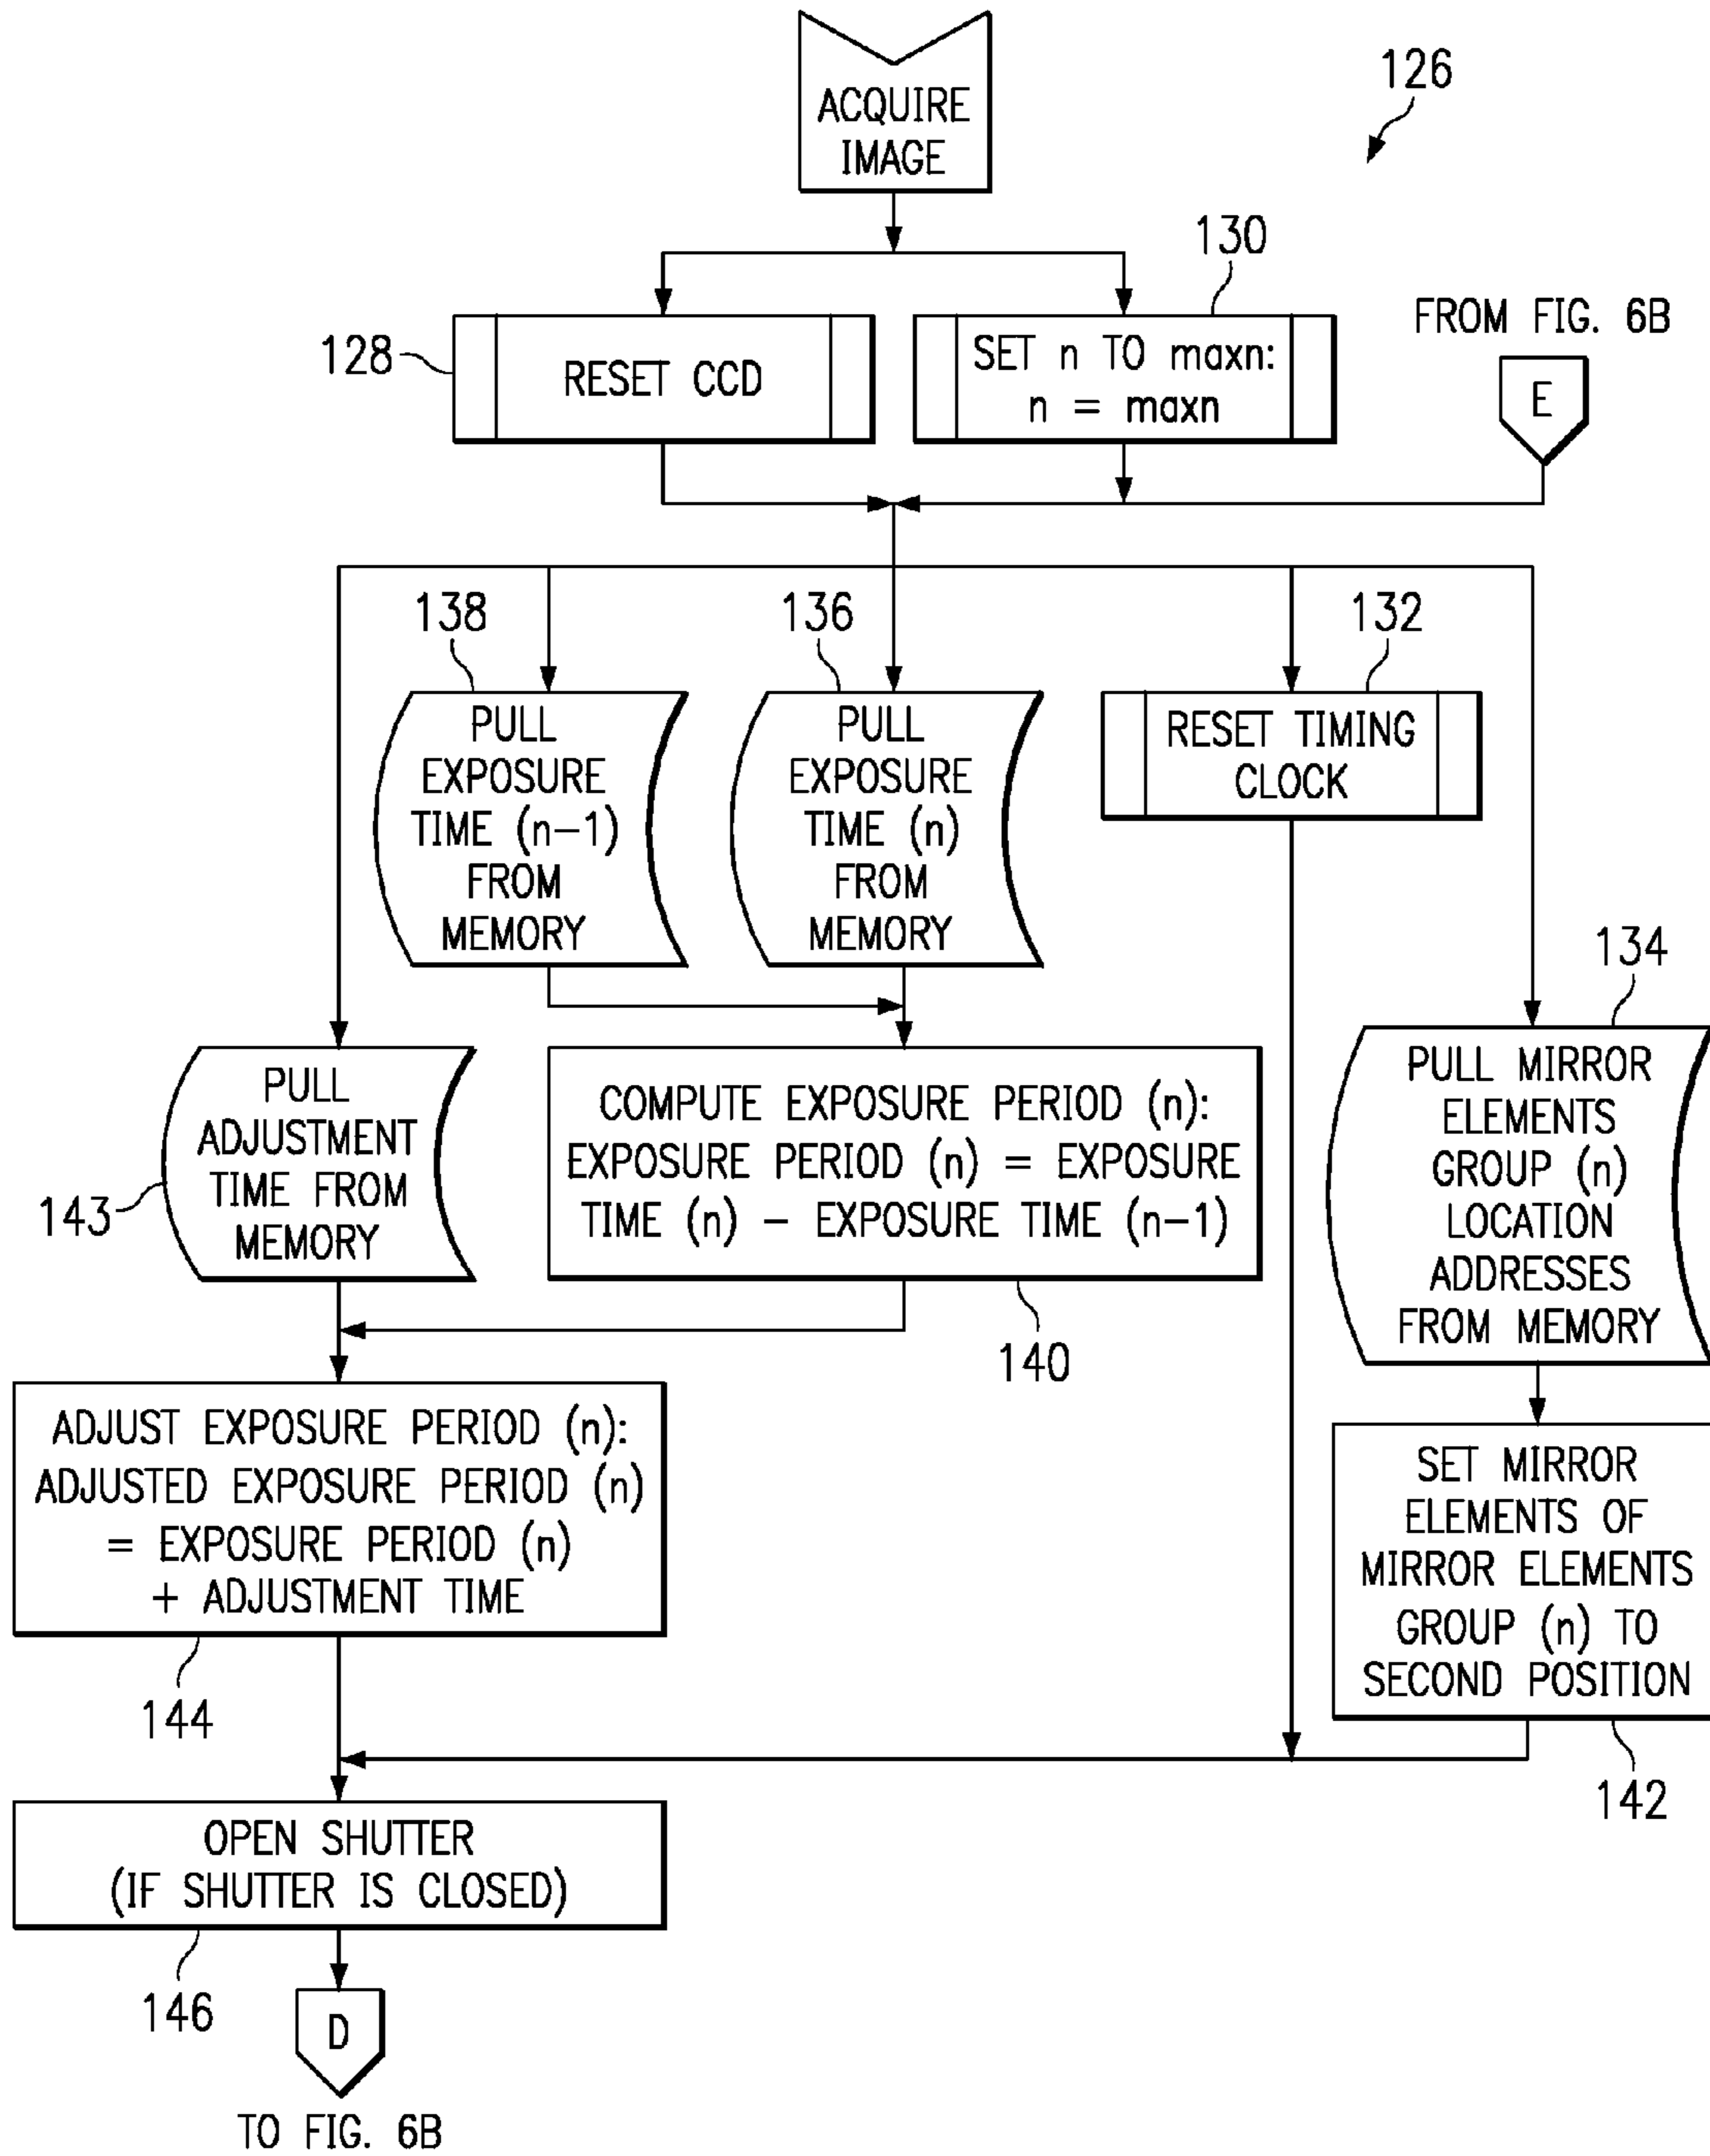 ACQUIRE
IMAGE
126
130
128
RESET CCD
SET n TO maxn:
n = maxn
FROM FIG. 6B
E
138
136
132
PULL
EXPOSURE
TIME (n-1)
FROM
MEMORY
PULL
EXPOSURE
TIME (n)
FROM
MEMORY
RESET TIMING
CLOCK
134
PULL
ADJUSTMENT
TIME FROM
MEMORY
143
COMPUTE EXPOSURE PERIOD (n):
EXPOSURE PERIOD (n) = EXPOSURE
TIME (n) - EXPOSURE TIME (n-1)
140
PULL MIRROR
ELEMENTS
GROUP (n)
LOCATION
ADDRESSES
FROM MEMORY
ADJUST EXPOSURE PERIOD (n):
ADJUSTED EXPOSURE PERIOD (n)
= EXPOSURE PERIOD (n)
+ ADJUSTMENT TIME
144
SET MIRROR
ELEMENTS OF
MIRROR ELEMENTS
GROUP (n) TO
SECOND POSITION
142
OPEN SHUTTER
(IF SHUTTER IS CLOSED)
146
D
TO FIG. 6B